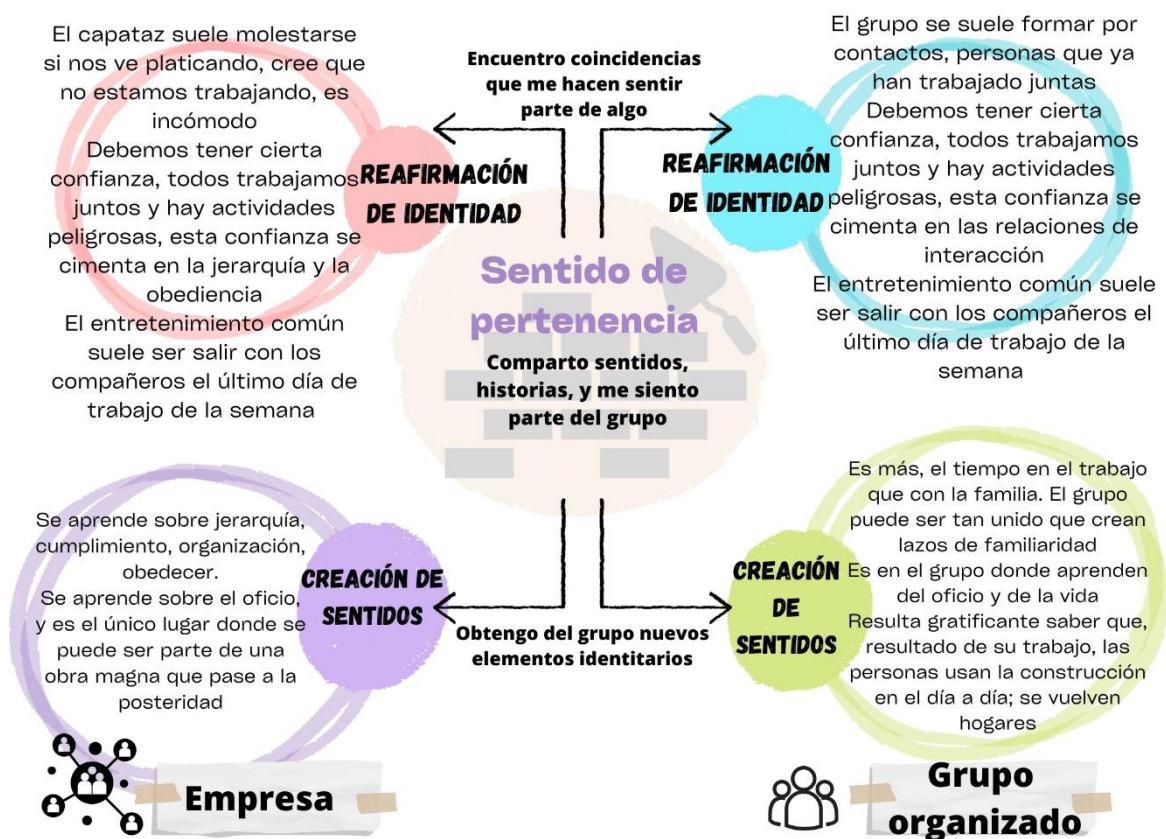 El capataz suele molestarse
si nos ve platicando, cree que
no estamos trabajando, es
incómodo
Debemos tener cierta
confianza, todos trabajamos
juntos y hay actividades
peligrosas, esta confianza se
cimenta en la jerarquía y la
obediencia
El entretenimiento común
suele ser salir con los
compañeros el último día de
trabajo de la semana
REAFIRMACIÓN
DE IDENTIDAD
Encuentro coincidencias
que me hacen sentir
parte de algo
REAFIRMACIÓN
DE IDENTIDAD
El grupo se suele formar por
contactos, personas que ya
han trabajado juntas
Debemos tener cierta
confianza, todos trabajamos
juntos y hay actividades
peligrosas, esta confianza se
cimenta en las relaciones de
interacción
El entretenimiento común suele
ser salir con los compañeros el
último día de trabajo de la
semana
Sentido de
pertenencia
Comparto sentidos,
historias, y me siento
parte del grupo
Se aprende sobre jerarquía,
cumplimiento, organización,
obedecer.
Se aprende sobre el oficio,
y es el único lugar donde se
puede ser parte de una
obra magna que pase a la
posteridad
CREACIÓN DE
SENTIDOS
Obtengo del grupo nuevos
elementos identitarios
CREACIÓN
DE
SENTIDOS
Es más, el tiempo en el trabajo
que con la familia. El grupo
puede ser tan unido que crean
lazos de familiaridad
Es en el grupo donde aprenden
del oficio y de la vida
Resulta gratificante saber que,
resultado de su trabajo, las
personas usan la construcción
en el día a día; se vuelven
hogares
Empresa
Grupo
organizado